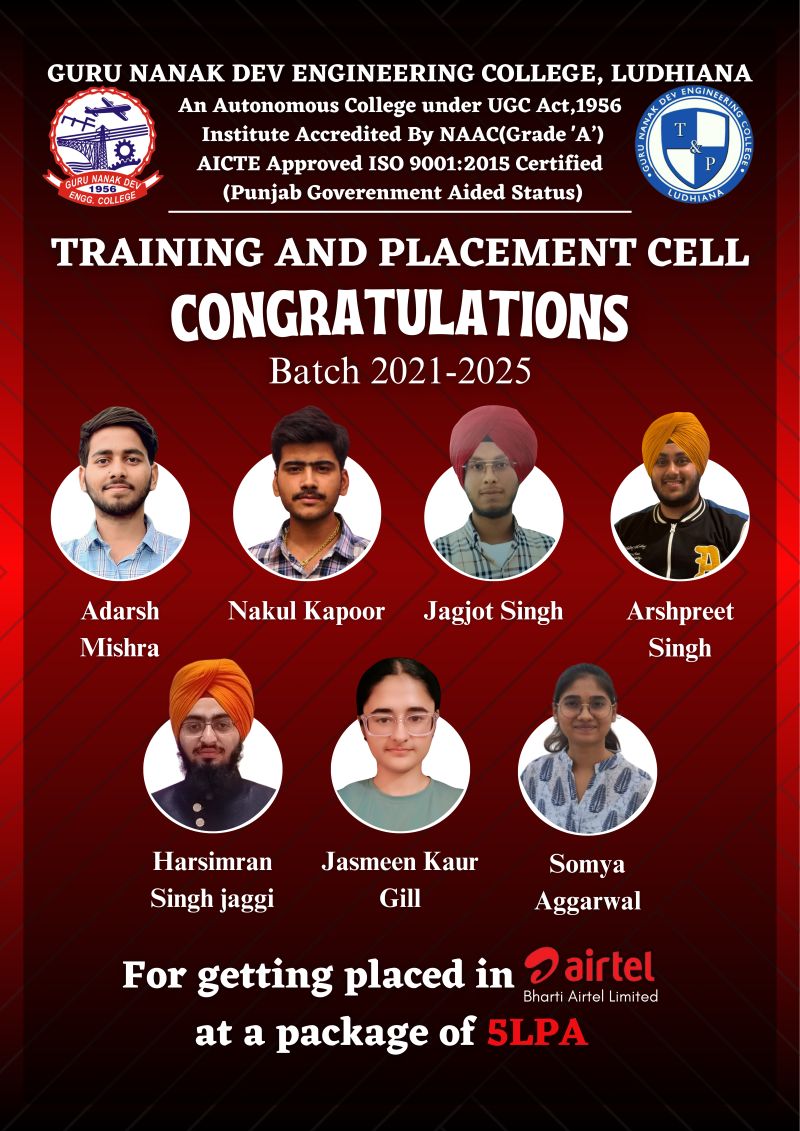 GURU NANAK DEV ENGINEERING COLLEGE, LUDHIANA
An Autonomous College under UGC Act,1956
Institute Accredited By NAAC(Grade 'A')
AICTE Approved ISO 9001:2015 Certified
(Punjab Goverenment Aided Status)
GURU NANAK DEV
1956
ENGG. COLLEGE
GURU NANAK DEV ENGINEERING COLLEGE
T & P
LUDHIANA
TRAINING AND PLACEMENT CELL
CONGRATULATIONS
Batch 2021-2025
Adarsh
Mishra
Nakul Kapoor
Jagjot Singh
Arshpreet
Singh
Harsimran
Singh jaggi
Jasmeen Kaur
Gill
Somya
Aggarwal
For getting placed in airtel
Bharti Airtel Limited
at a package of 5LPA